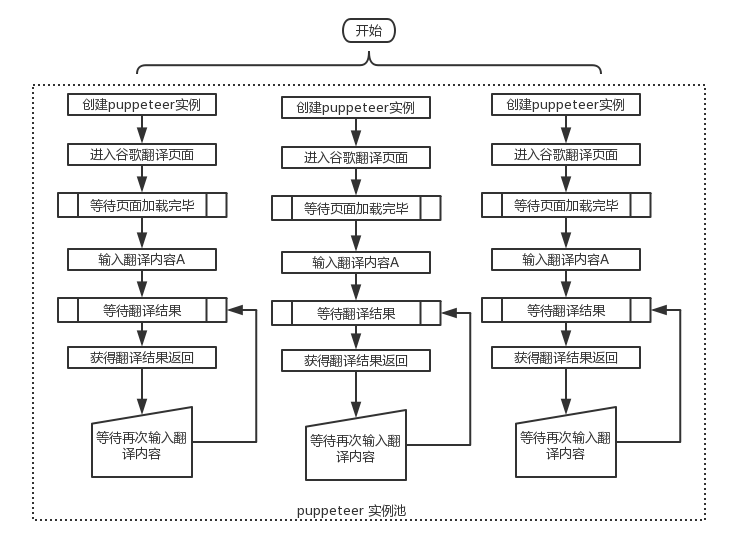 开始
创建puppeteer实例
进入谷歌翻译页面
等待页面加载完毕
输入翻译内容A
等待翻译结果
获得翻译结果返回
等待再次输入翻
译内容
创建puppeteer实例
进入谷歌翻译页面
等待页面加载完毕
输入翻译内容A
等待翻译结果
获得翻译结果返回
等待再次输入翻
译内容
创建puppeteer实例
进入谷歌翻译页面
等待页面加载完毕
输入翻译内容A
等待翻译结果
获得翻译结果返回
等待再次输入翻
译内容
puppeteer 实例池